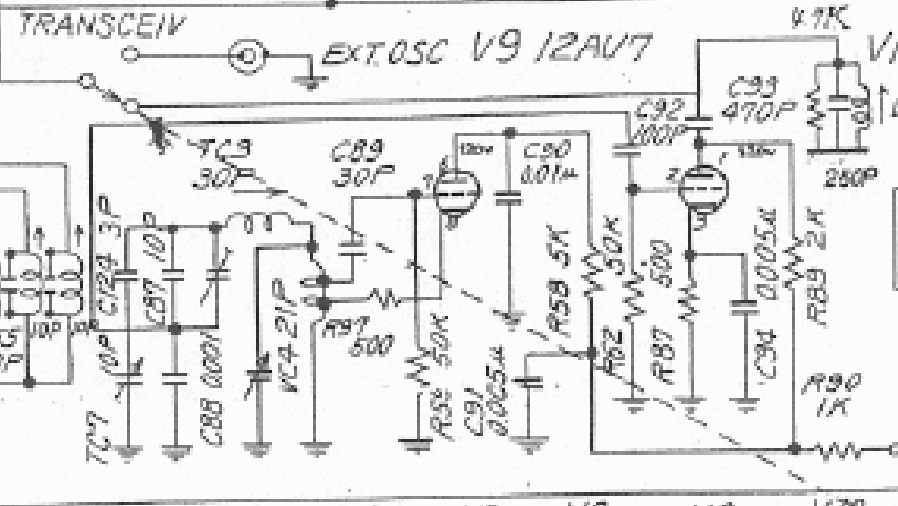 TRANSCEIV
EXT. OSC V9 12AU7
4.7K
C93
470P
C92
100P
TC9
30P
C89
30P
C90
0.01μ
250P
C124 3P
C87 10P
10P 10P
TC7 10P
C88 0.001
VC4 21P
R97
500
50K
C91
0.005μ
R58 5K
R62 50K
R87 500
C94 0.005μ
R89 2K
R90
1K